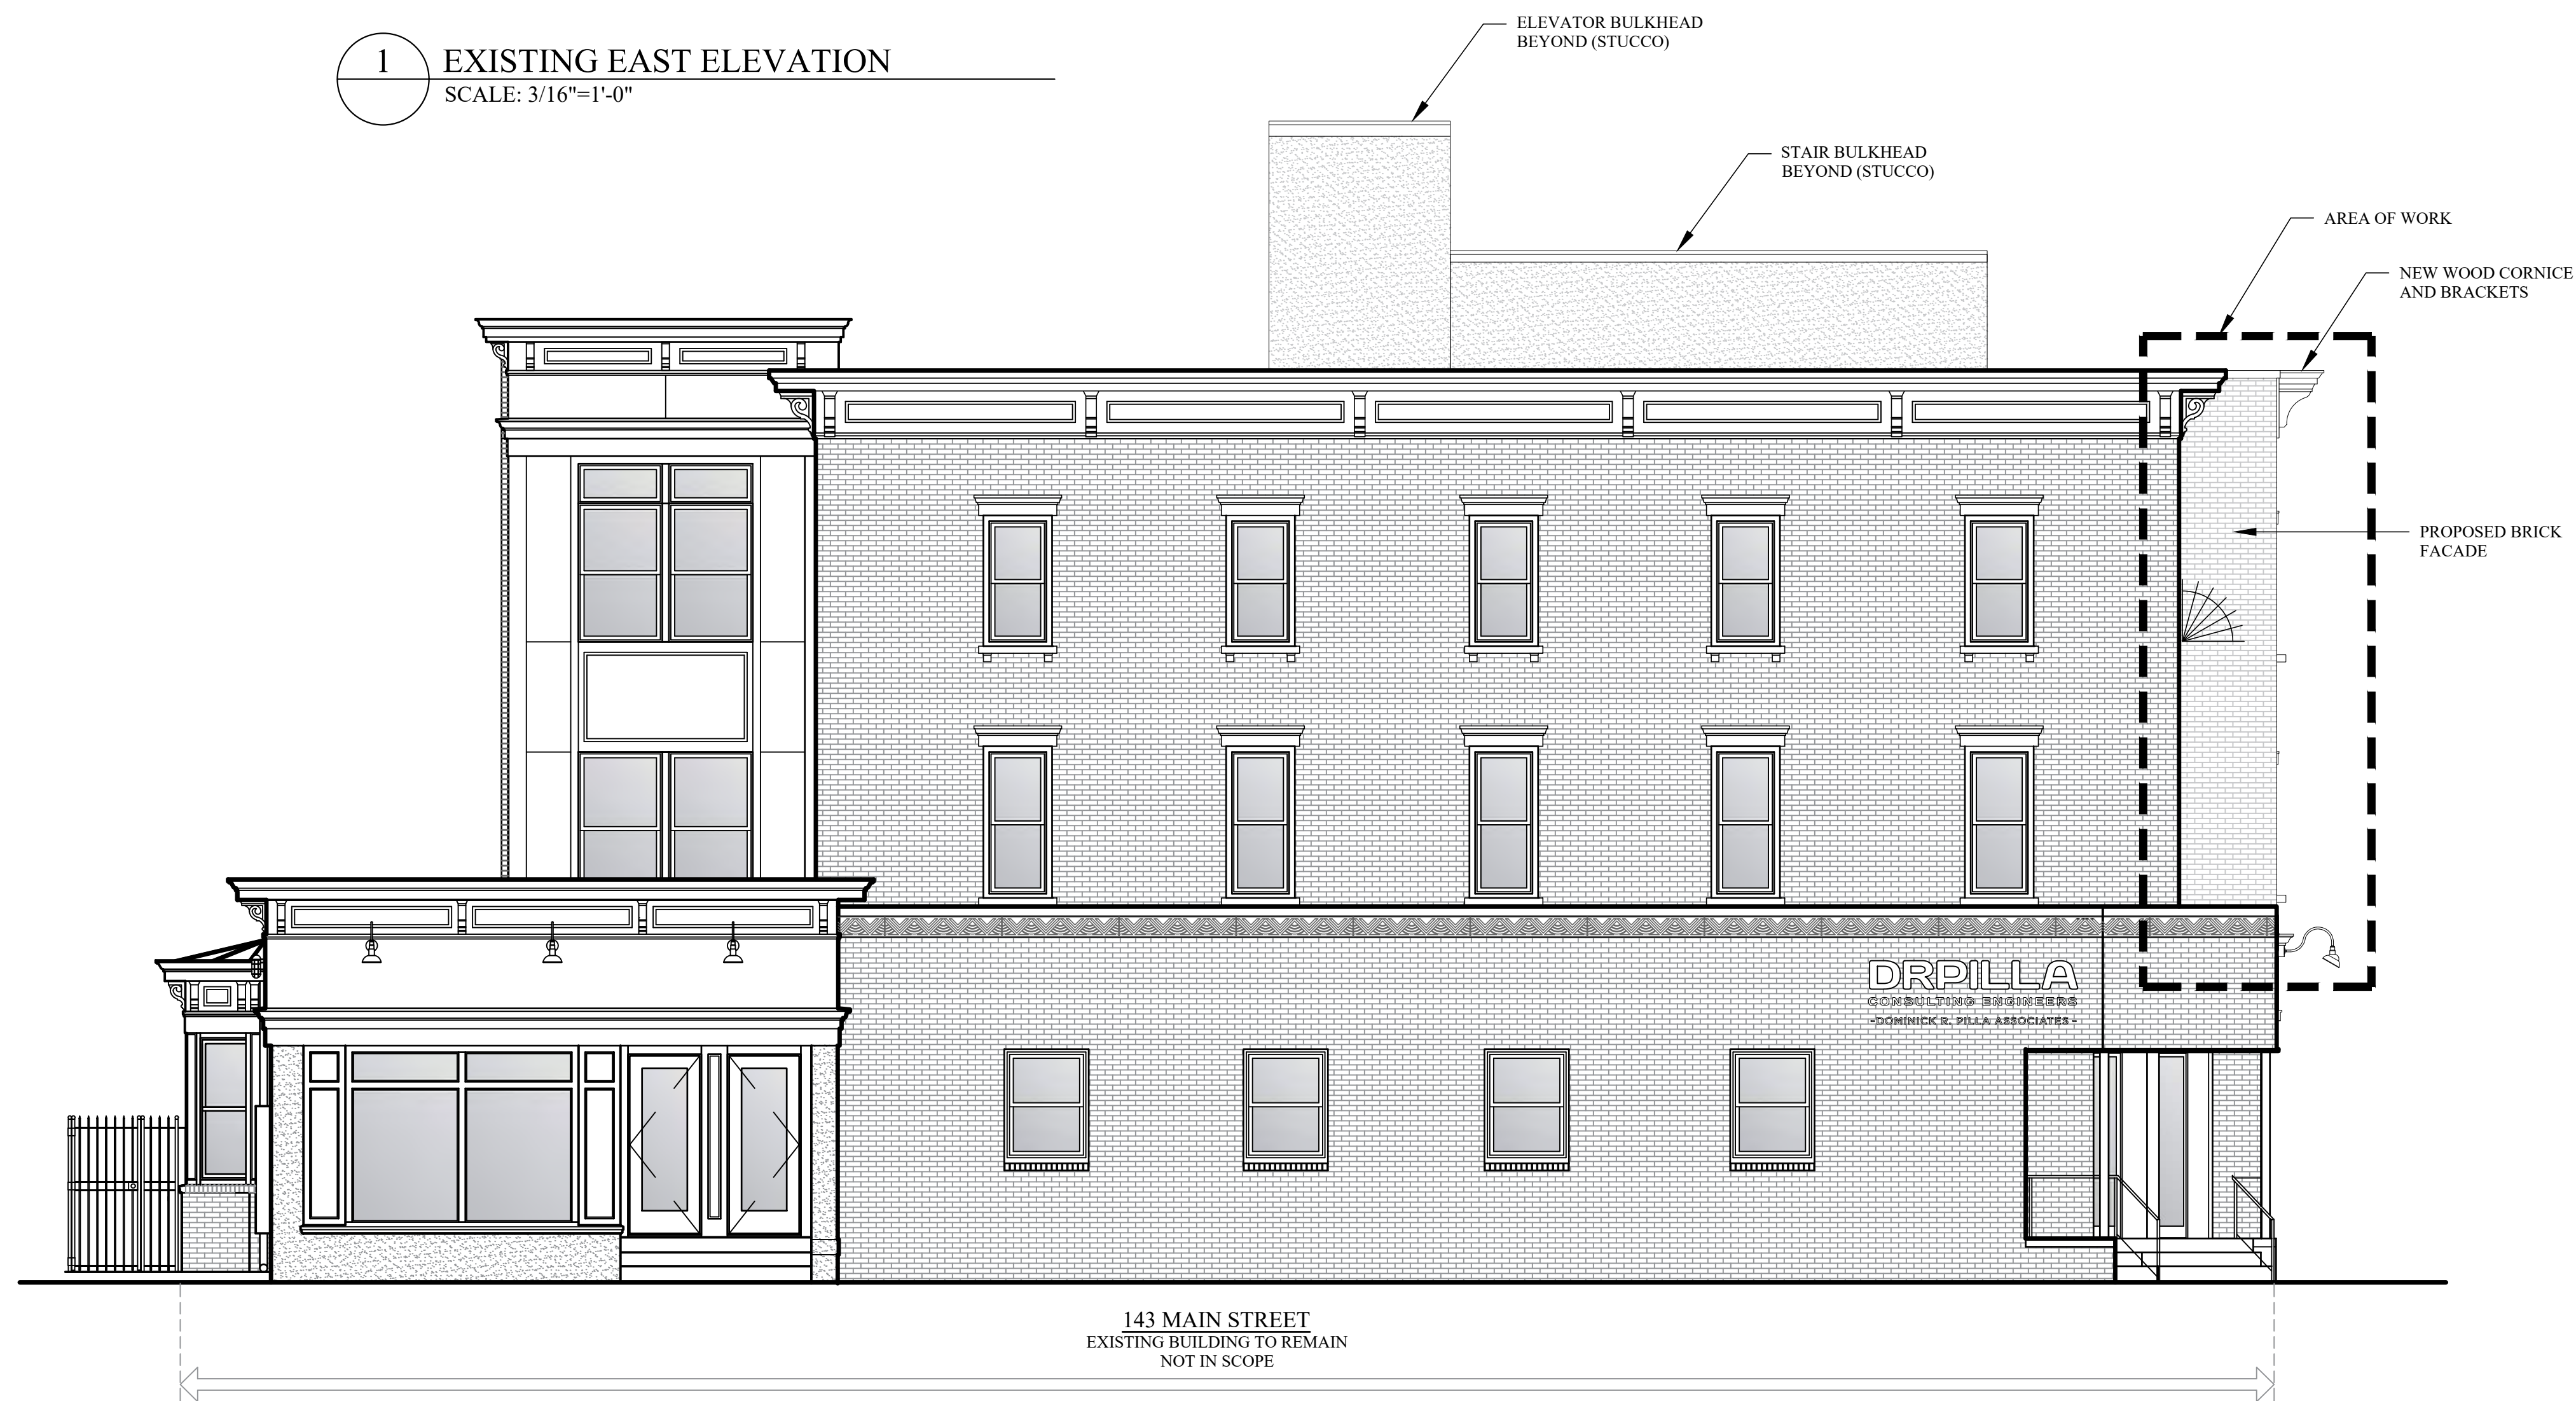 1
EXISTING EAST ELEVATION
SCALE: 3/16"=1'-0"
ELEVATOR BULKHEAD
BEYOND (STUCCO)
STAIR BULKHEAD
BEYOND (STUCCO)
AREA OF WORK
NEW WOOD CORNICE
AND BRACKETS
PROPOSED BRICK
FACADE
DRPILLA
CONSULTING ENGINEERS
-DOMINICK R. PILLA ASSOCIATES-
143 MAIN STREET
EXISTING BUILDING TO REMAIN
NOT IN SCOPE